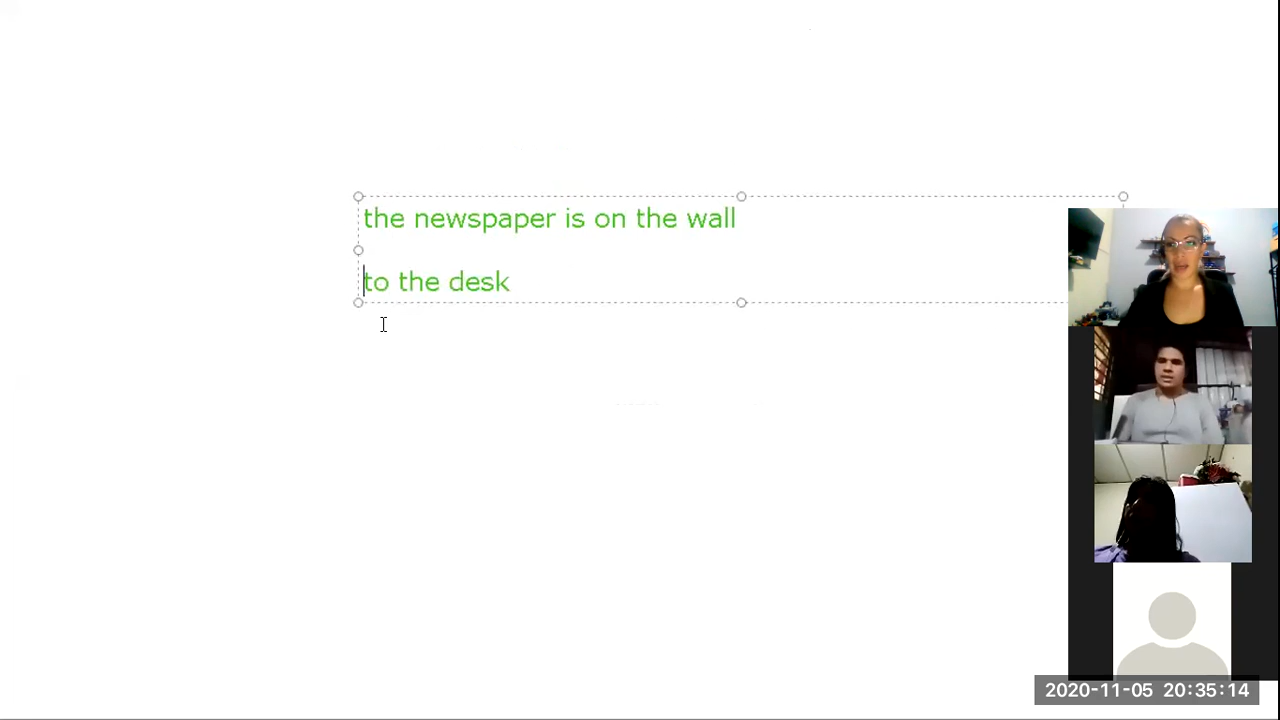 the newspaper is on the wall
to the desk
2020-11-05 20:35:14